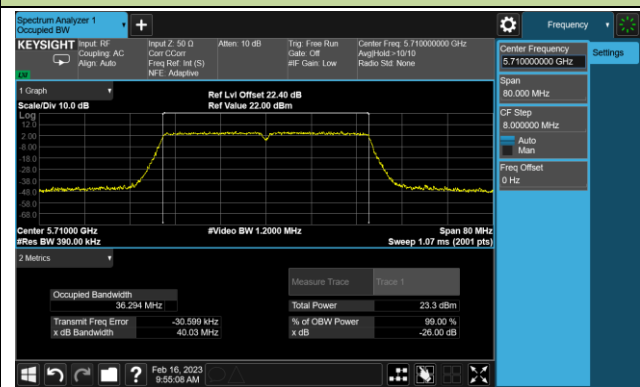 Spectrum Analyzer 1
Occupied BW
+
Frequency
KEYSIGHT
Input: RF
Coupling: AC
Align: Auto
Input Z: 50 Ω
Corr CCorr
Freq Ref: Int (S)
NFE: Adaptive
Atten: 10 dB
Trig: Free Run
Gate: Off
#IF Gain: Low
Center Freq: 5.710000000 GHz
Avg|Hold:>10/10
Radio Std: None
Center Frequency
5.710000000 GHz
Settings
Span
80.000 MHz
CF Step
8.000000 MHz
Auto
Man
Freq Offset
0 Hz
1 Graph
Scale/Div 10.0 dB
Ref Lvl Offset 22.40 dB
Ref Value 22.00 dBm
Log
12.0
2.00
-8.00
-18.0
-28.0
-38.0
-48.0
-58.0
-68.0
Center 5.71000 GHz
#Video BW 1.2000 MHz
Span 80 MHz
#Res BW 390.00 kHz
Sweep 1.07 ms (2001 pts)
2 Metrics
Measure Trace
Trace 1
Occupied Bandwidth
36.294 MHz
Total Power
23.3 dBm
Transmit Freq Error
-30.599 kHz
% of OBW Power
99.00 %
x dB Bandwidth
40.03 MHz
x dB
-26.00 dB
?
Feb 16, 2023
9:55:08 AM